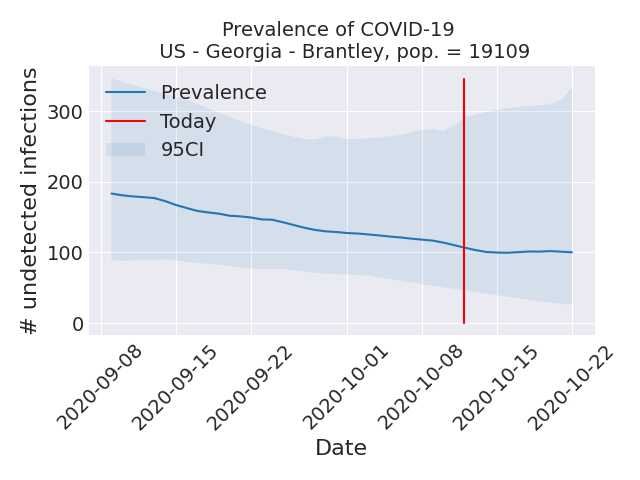 Prevalence of COVID-19
US - Georgia - Brantley, pop. = 19109
# undetected infections
300
200
100
0
Prevalence
Today
95CI
2020-09-08
2020-09-15
2020-09-22
2020-10-01
2020-10-08
2020-10-15
2020-10-22
Date